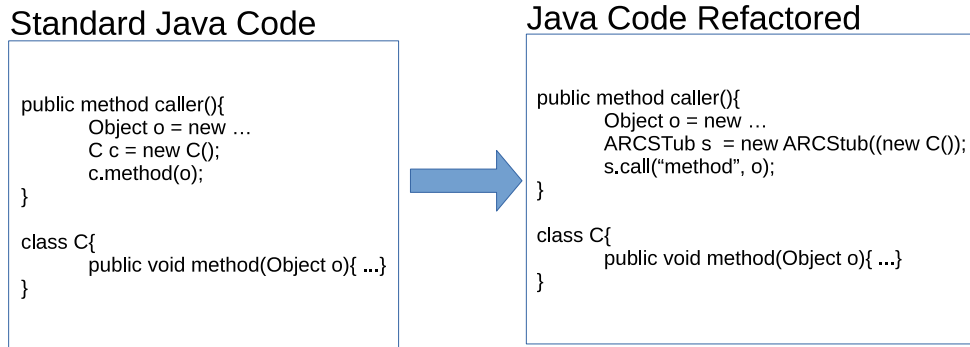 Standard Java Code
public method caller(){
Object o = new …
C c = new C();
c.method(o);
}
class C{
public void method(Object o){ ...}
}
Java Code Refactored
public method caller(){
Object o = new …
ARCSTub s  = new ARCStub((new C());
s.call(“method”, o);
}
class C{
public void method(Object o){ ...}
}